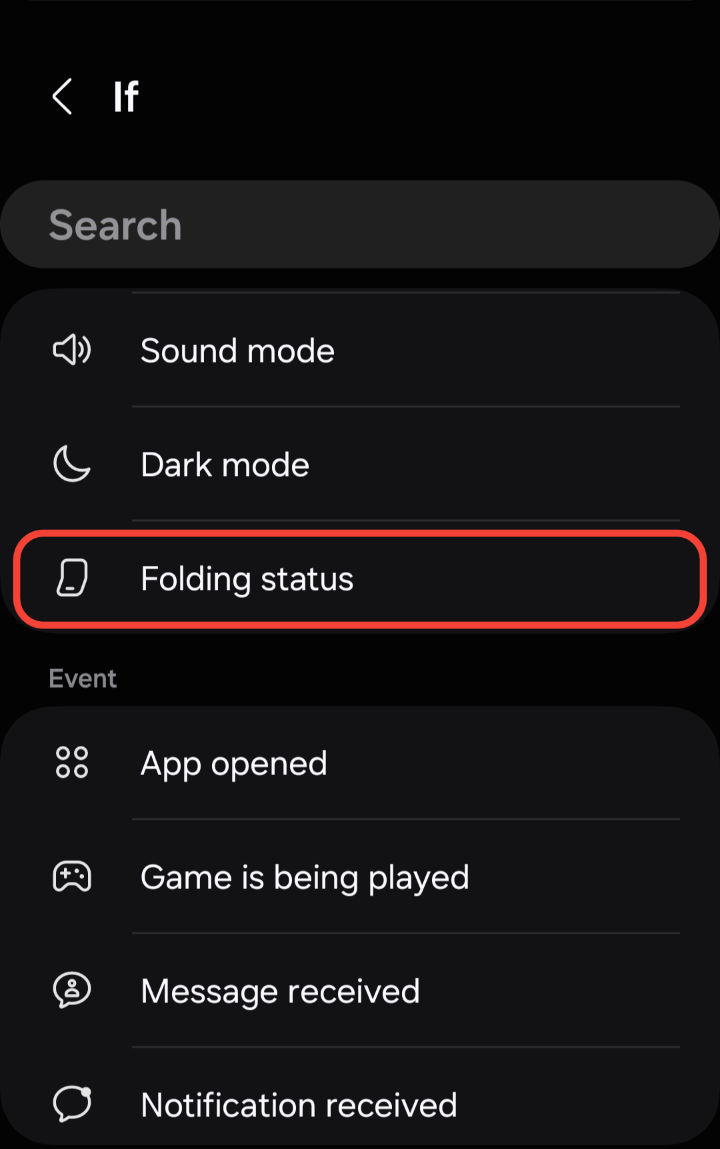 If
Search
Sound mode
Dark mode
Folding status
Event
App opened
Game is being played
Message received
Notification received